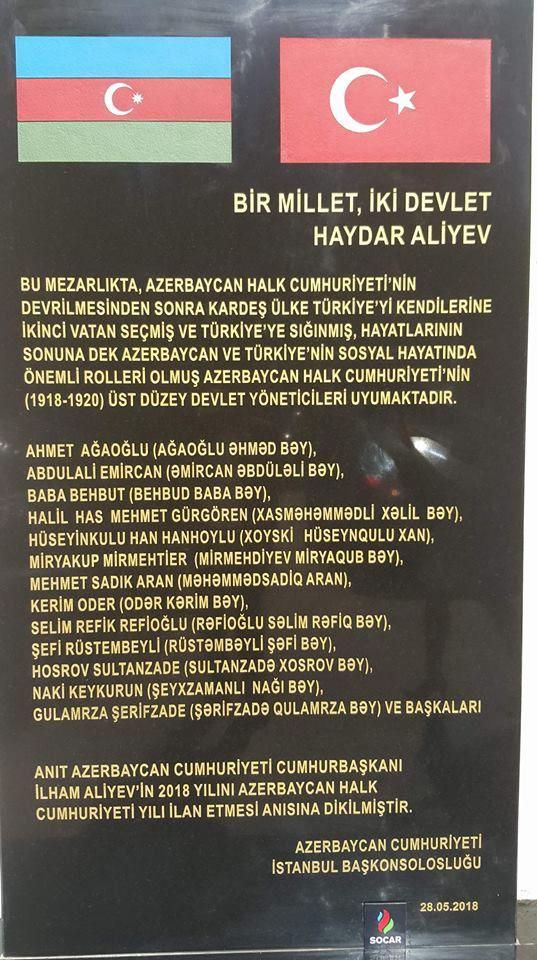 BİR MİLLET, İKİ DEVLET
HAYDAR ALİYEV
BU MEZARLIKTA, AZERBAYCAN HALK CUMHURİYETİ'NİN
DEVRİLMESİNDEN SONRA KARDEŞ ÜLKE TÜRKİYE'Yİ KENDİLERİNE
İKİNCİ VATAN SEÇMİŞ VE TÜRKİYE'YE SIĞINMIŞ, HAYATLARININ
SONUNA DEK AZERBAYCAN VE TÜRKİYE'NİN SOSYAL HAYATINDA
ÖNEMLİ ROLLERİ OLMUŞ AZERBAYCAN HALK CUMHURİYETİ'NİN
(1918-1920) ÜST DÜZEY DEVLET YÖNETİCİLERİ UYUMAKTADIR.
AHMET AĞAOĞLU (AĞAOĞLU ƏHMƏD BƏY),
ABDULALİ EMİRCAN (ƏMİRCAN ƏBDÜLƏLİ BƏY),
BABA BEHBUT (BEHBUD BABA BƏY),
HALİL HAS MEHMET GÜRGÖREN (XASMƏHƏMMƏDLİ XƏLİL BƏY),
HÜSEYİNKULU HAN HANHOYLU (XOYSKİ HÜSEYNQULU XAN),
MİRYAKUP MİRMEHTİER (MİRMEHDİYEV MİRYAQUB BƏY),
MEHMET SADIK ARAN (MƏHƏMMƏDSADİQ ARAN),
KERİM ODER (ODƏR KƏRİM BƏY),
SELİM REFİK REFİOĞLU (RƏFİOĞLU SƏLİM RƏFİQ BƏY),
ŞEFİ RÜSTEMBEYLİ (RÜSTƏMBƏYLİ ŞƏFİ BƏY),
HOSROV SULTANZADE (SULTANZADƏ XOSROV BƏY),
NAKİ KEYKURUN (ŞEYXZAMANLI NAĞI BƏY),
GULAMRZA ŞERİFZADE (ŞƏRİFZADƏ QULAMRZA BƏY) VE BAŞKALARI
ANIT AZERBAYCAN CUMHURİYETİ CUMHURBAŞKANI
İLHAM ALİYEV'İN 2018 YILINI AZERBAYCAN HALK
CUMHURİYETİ YILI İLAN ETMESİ ANISINA DİKİLMİŞTİR.
AZERBAYCAN CUMHURİYETİ
İSTANBUL BAŞKONSOLOSLUĞU
28.05.2018
SOCAR